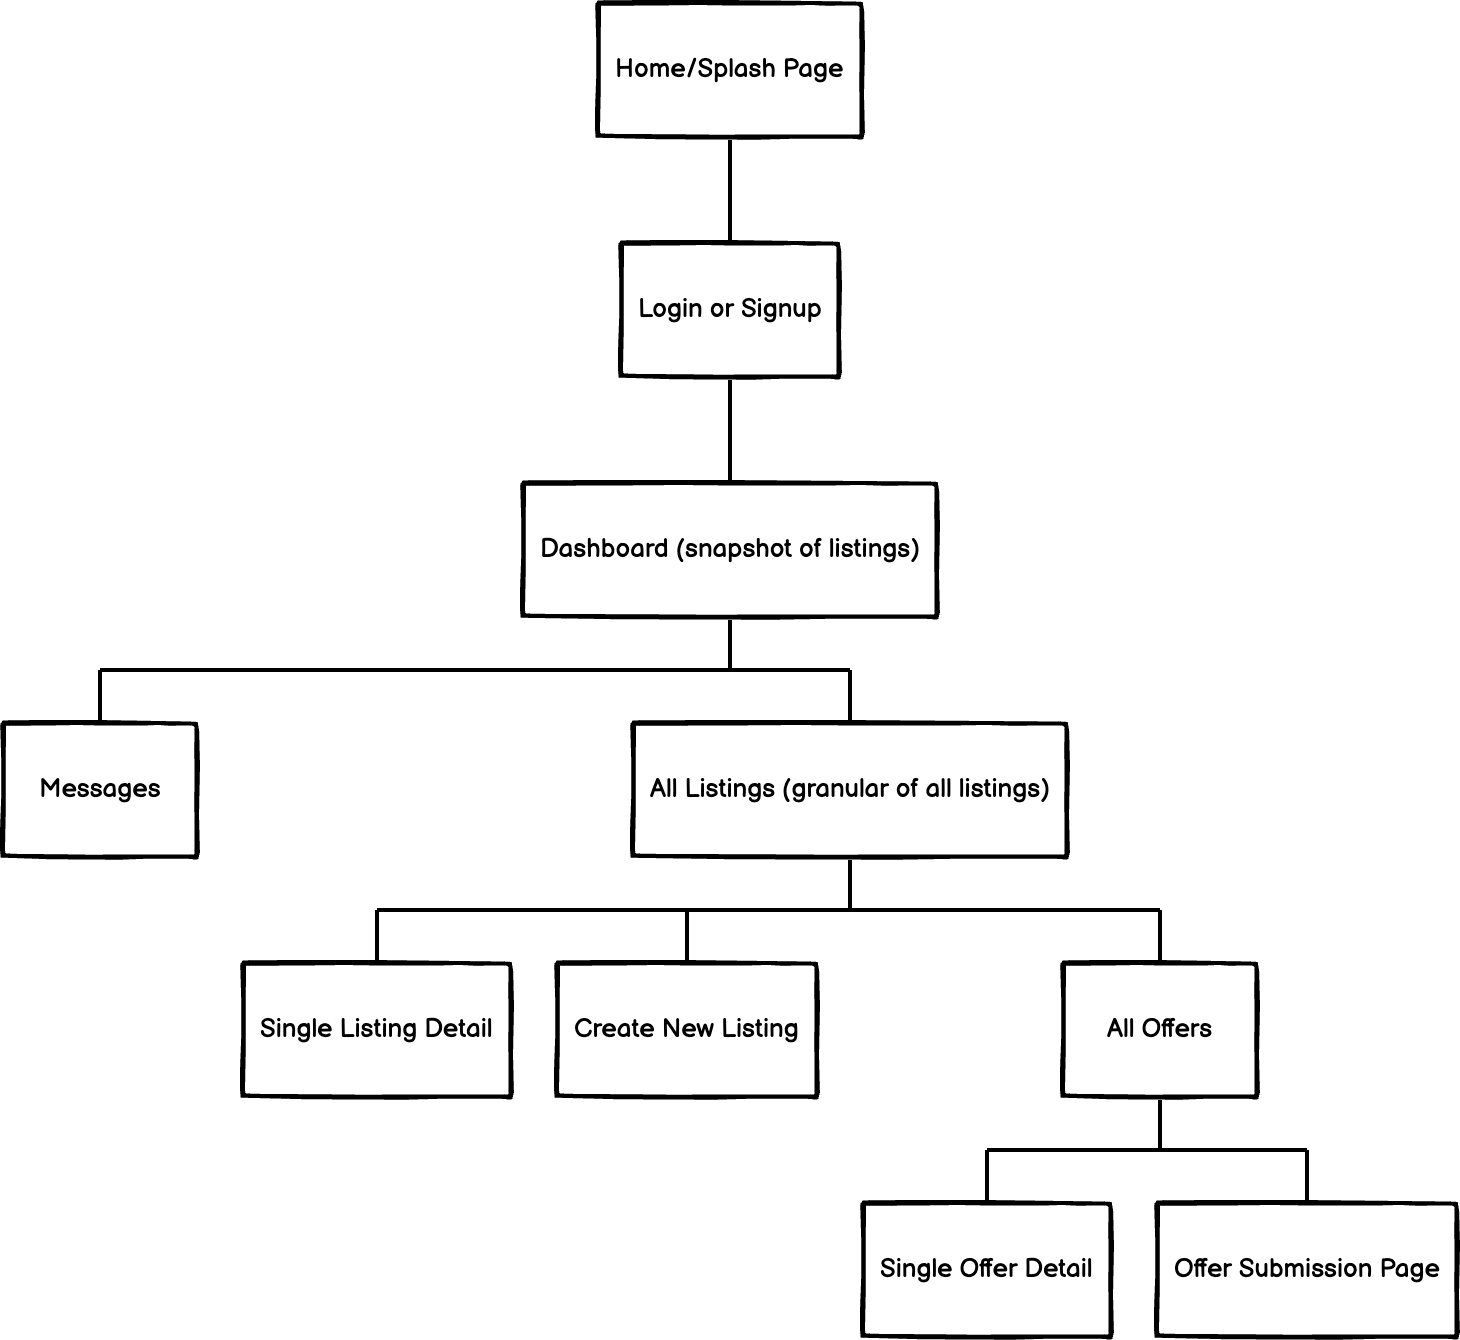 Home/Splash Page
Login or Signup
Dashboard (snapshot of listings)
Messages
All Listings (granular of all listings)
Single Listing Detail
Create New Listing
All Offers
Single Offer Detail
Offer Submission Page